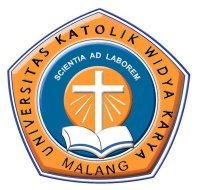 UNIVERSITAS KATOLIK WIDYA KARYA
SCIENTIA AD LABOREM
MALANG